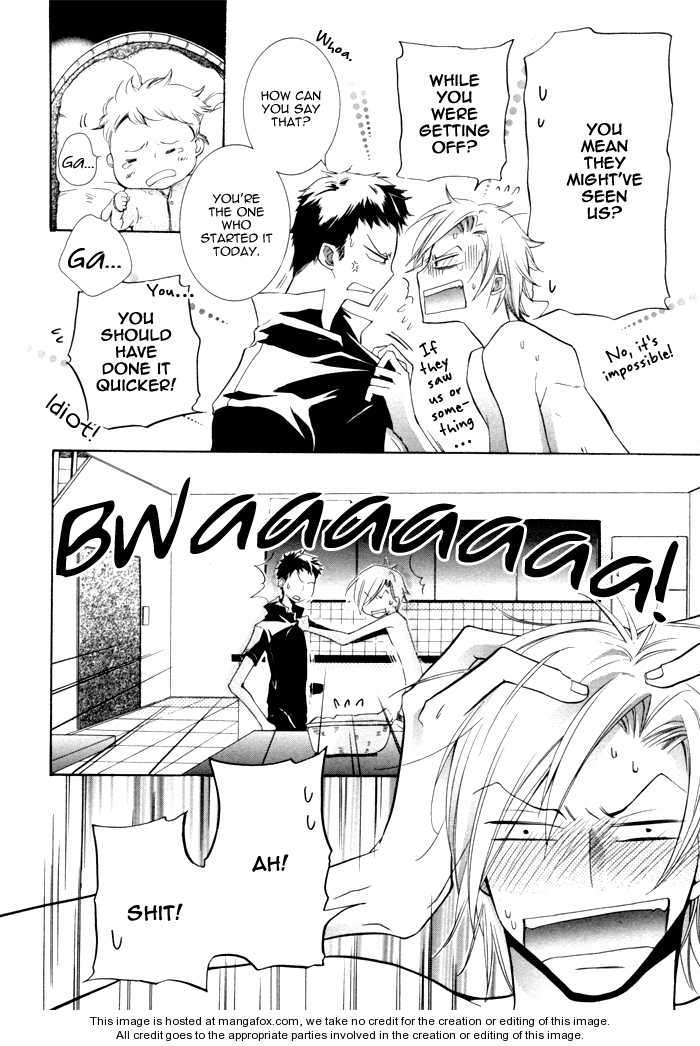 YOU
MEAN
THEY
MIGHT'VE
SEEN
US?
No, it's
impossible!
WHILE
YOU
WERE
GETTING
OFF?
If
they
saw
us or
some-
thing
...
Whoa.
HOW CAN
YOU SAY
THAT?
YOU'RE
THE ONE
WHO
STARTED IT
TODAY.
Ga...
Ga...
You...
YOU
SHOULD
HAVE
DONE IT
QUICKER!
Idiot!
BWaaaaaaaa!
AH!
SHIT!
This image is hosted at mangafox.com, we take no credit for the creation or editing of this image.
All credit goes to the appropriate parties involved in the creation or editing of this image.